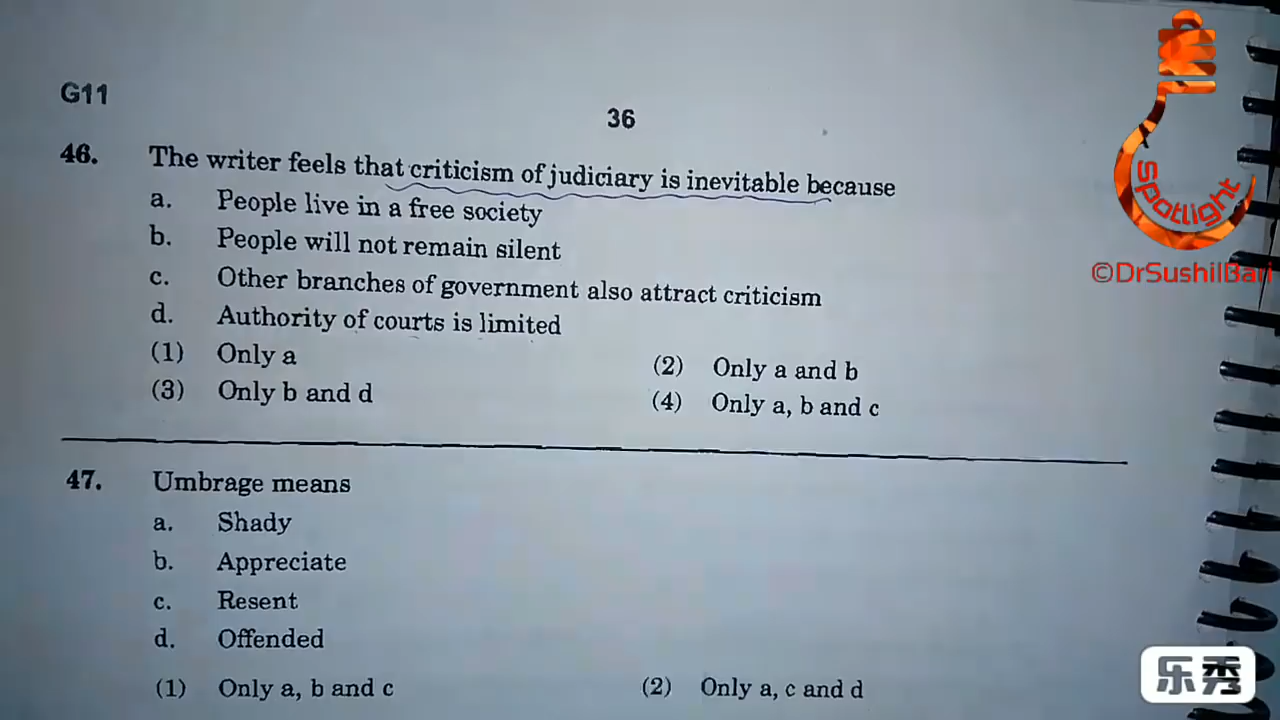 G11
36
46. The writer feels that criticism of judiciary is inevitable because
a. People live in a free society
b. People will not remain silent
c. Other branches of government also attract criticism
d. Authority of courts is limited
(1) Only a (2) Only a and b
(3) Only b and d (4) Only a, b and c
47. Umbrage means
a. Shady
b. Appreciate
c. Resent
d. Offended
(1) Only a, b and c (2) Only a, c and d
Spotlight
©DrSushilBari
乐秀